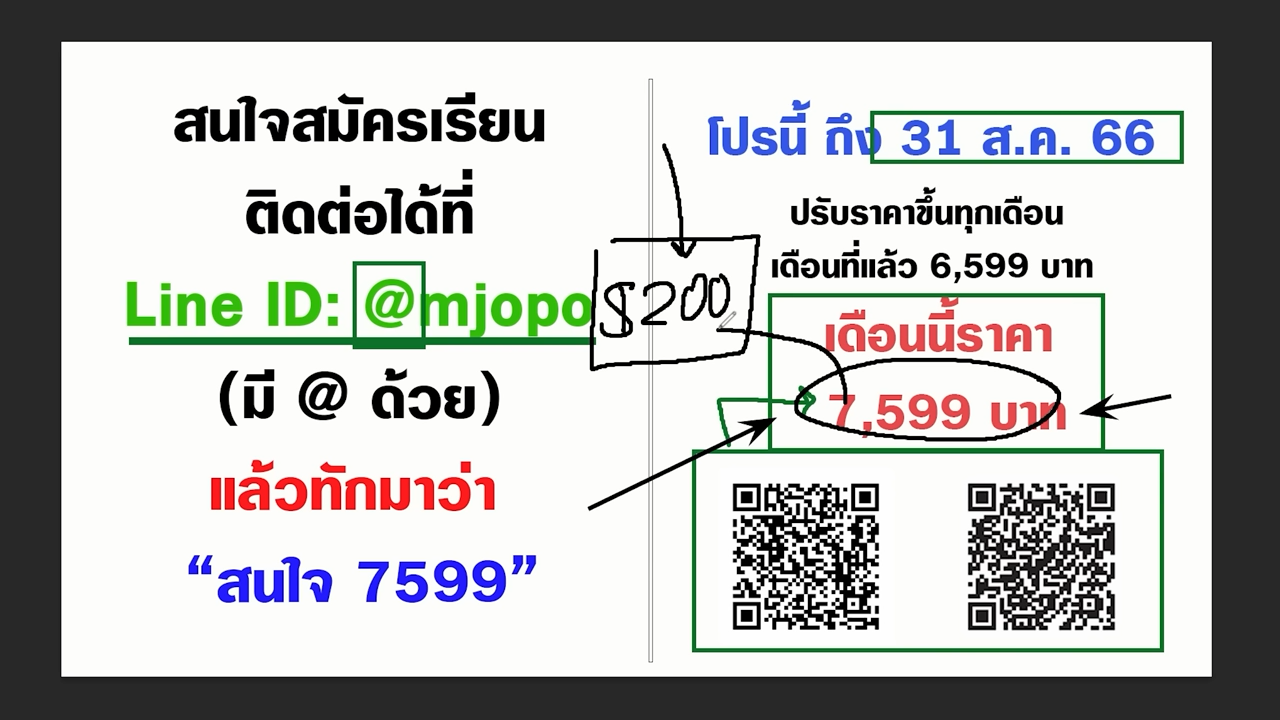 สนใจสมัครเรียน
ติดต่อได้ที่
Line ID: @mjopo
(มี @ ด้วย)
แล้วทักมาว่า
“สนใจ 7599”
โปรนี้ ถึง 31 ส.ค. 66
ปรับราคาขึ้นทุกเดือน
เดือนที่แล้ว 6,599 บาท
เดือนนี้ราคา
7,599 บาท
$200